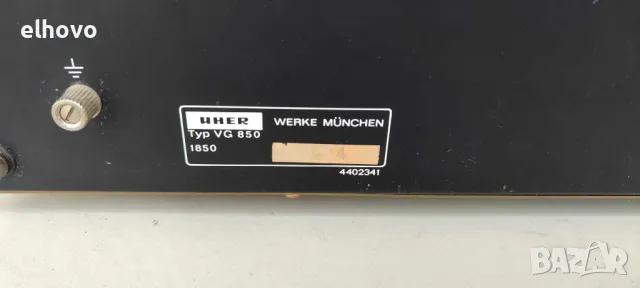 elhovo
UHER WERKE MÜNCHEN
Typ VG 850
1850
4402341
BAZAR